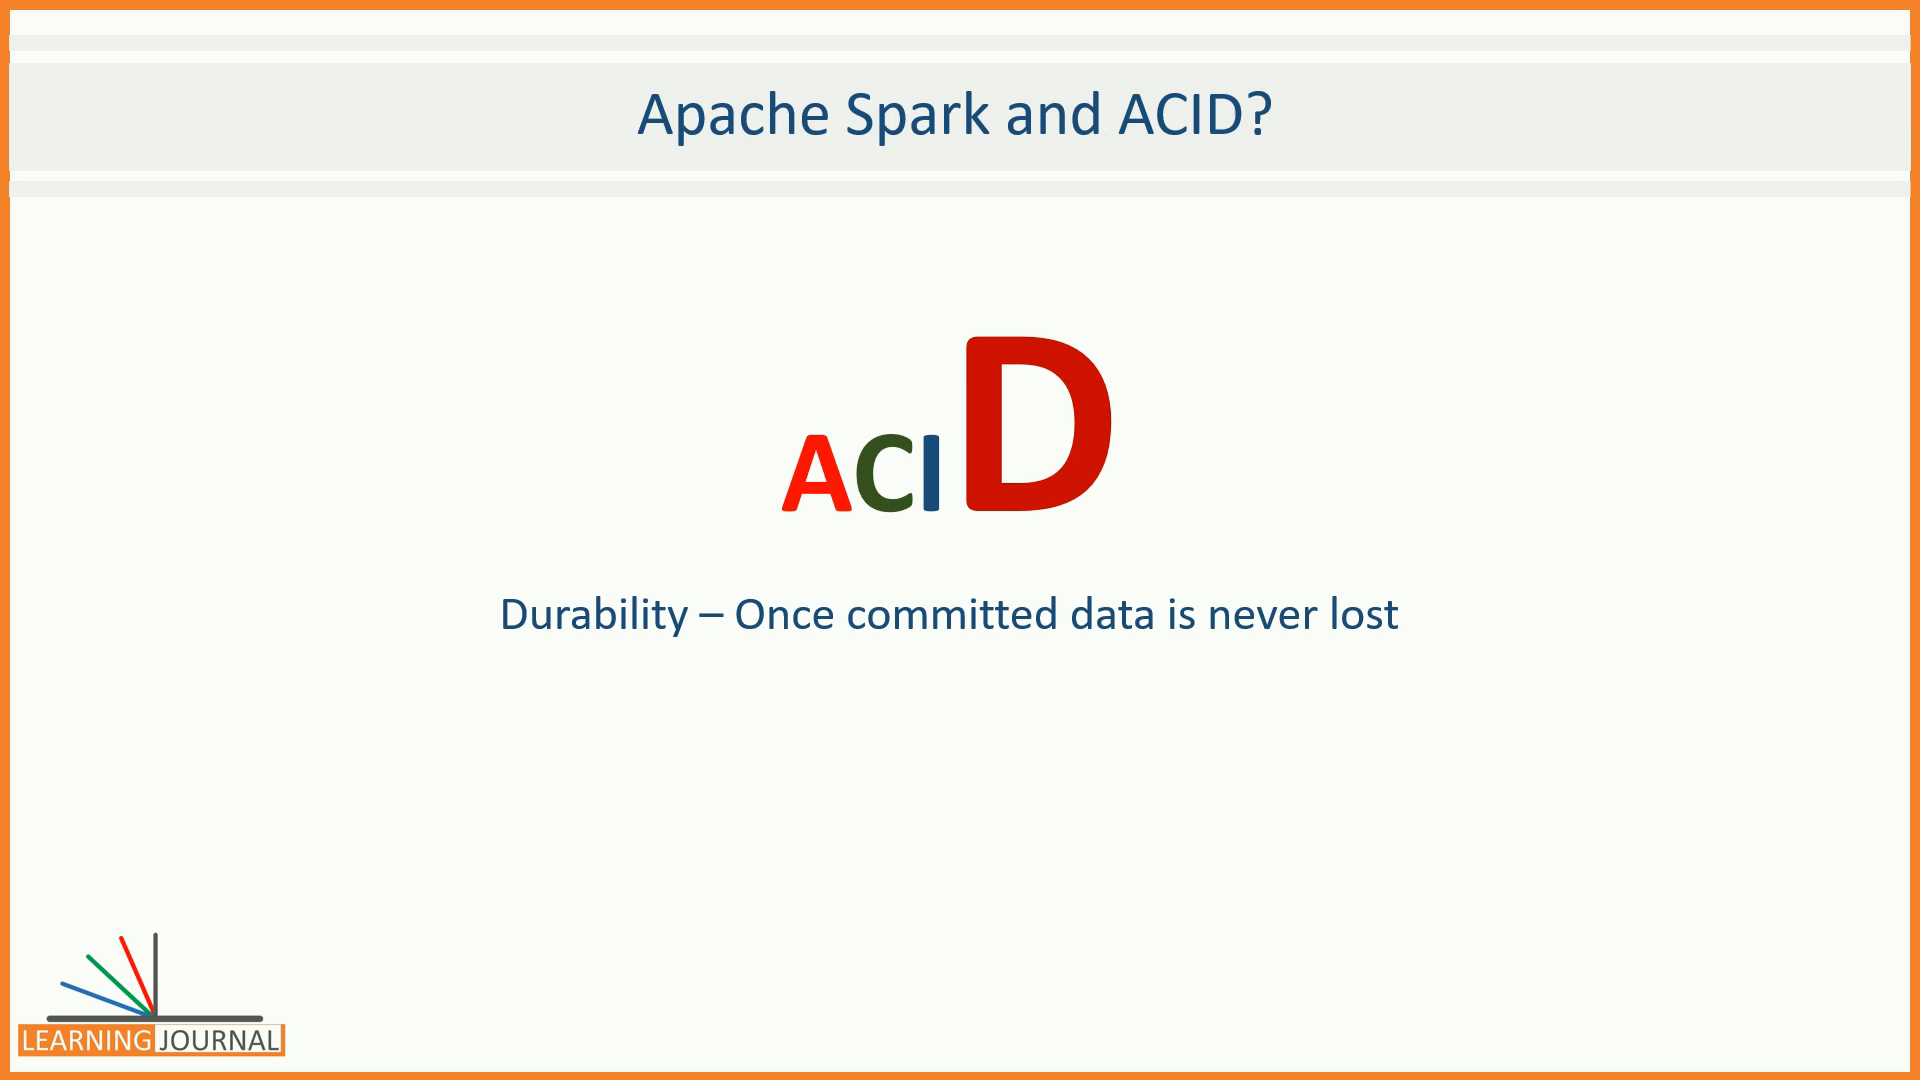 Apache Spark and ACID?
ACID
Durability – Once committed data is never lost
LEARNING JOURNAL